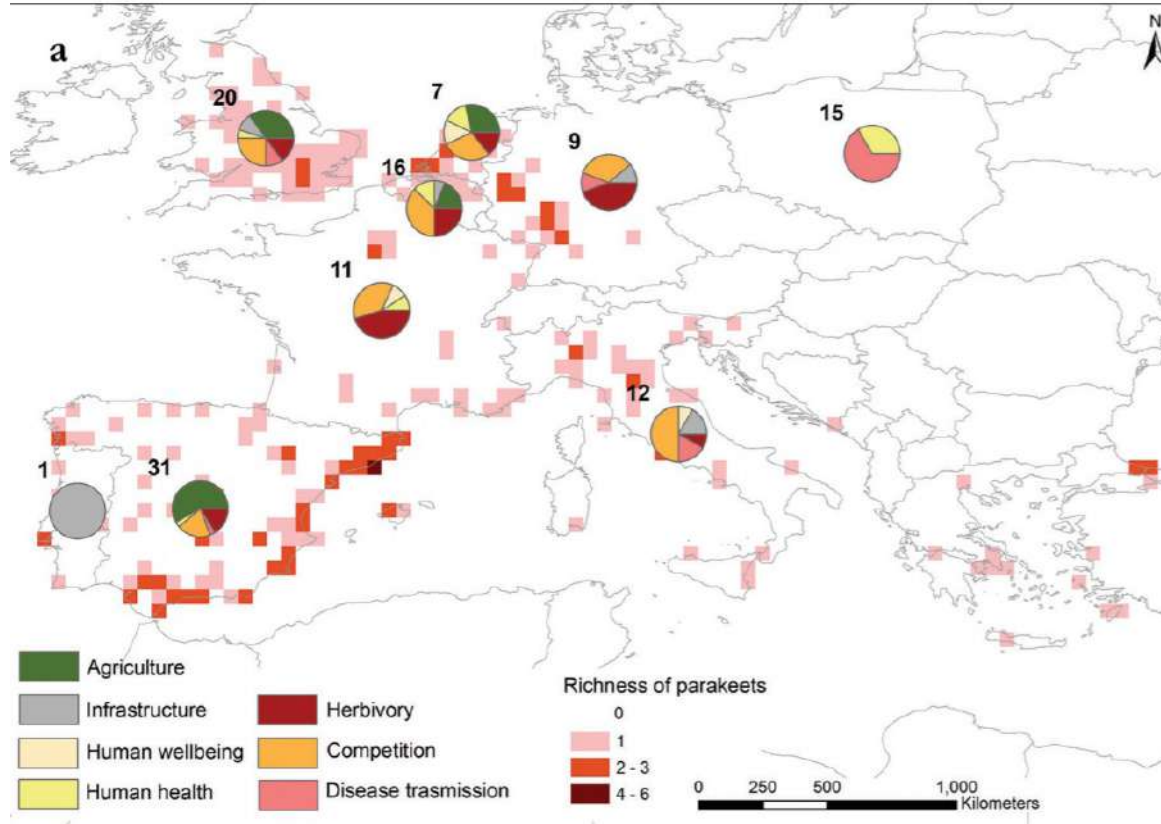 N
a
20
7
9
15
16
11
12
1
31
Agriculture
Infrastructure
Human wellbeing
Human health
Herbivory
Competition
Disease trasmission
Richness of parakeets
0
1
2 - 3
4 - 6
0 250 500 1,000
Kilometers